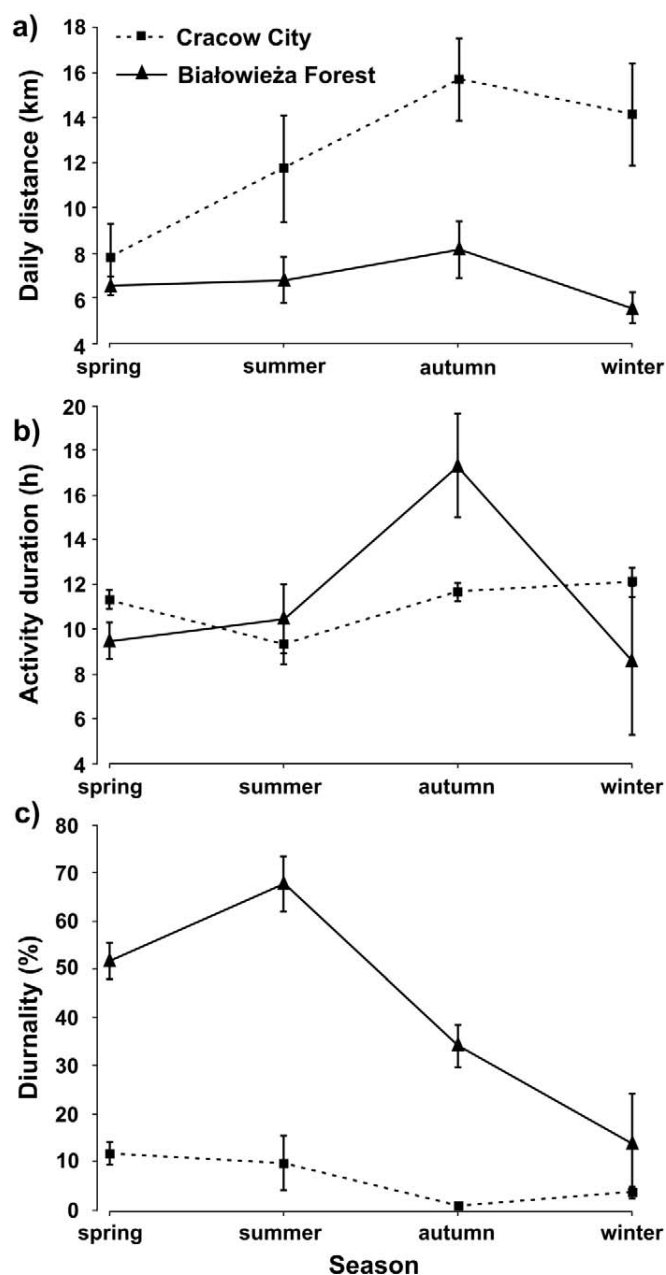 a)
Cracow City
Białowieża Forest
Daily distance (km)
18
16
14
12
10
8
6
4
spring summer autumn winter
b)
Activity duration (h)
20
18
16
14
12
10
8
6
4
spring summer autumn winter
c)
Diurnality (%)
80
70
60
50
40
30
20
10
0
spring summer autumn winter
Season